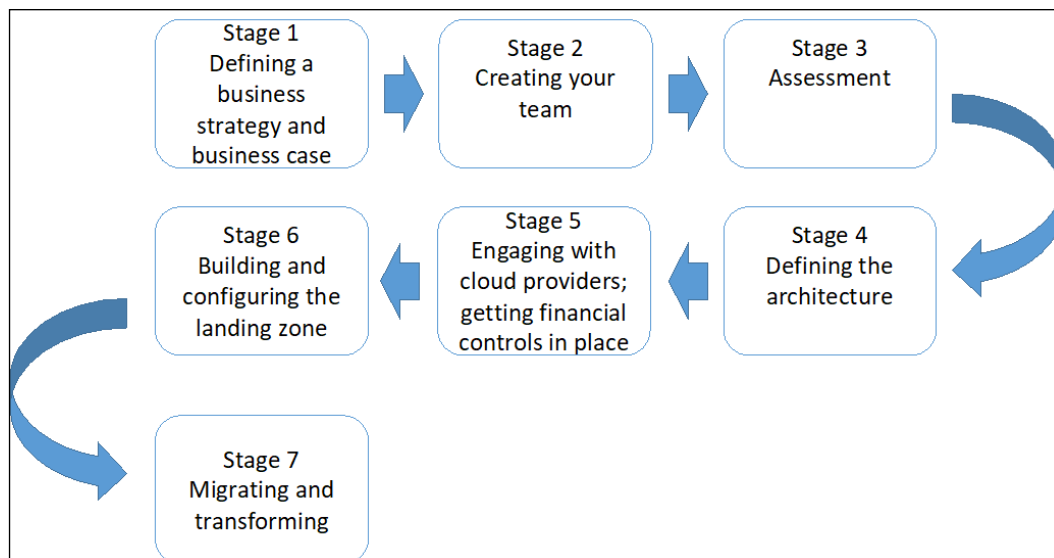 Stage 1
Defining a
business
strategy and
business case
Stage 2
Creating your
team
Stage 3
Assessment
Stage 4
Defining the
architecture
Stage 5
Engaging with
cloud providers;
getting financial
controls in place
Stage 6
Building and
configuring the
landing zone
Stage 7
Migrating and
transforming